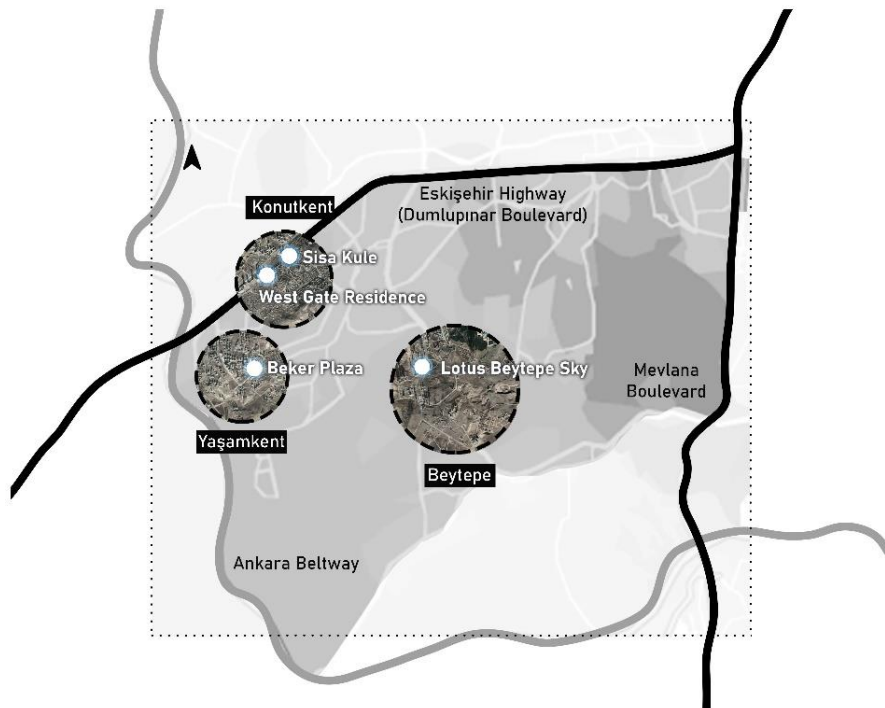 Eskişehir Highway
(Dumlupınar Boulevard)
Konutkent
Sisa Kule
West Gate Residence
Beker Plaza
Lotus Beytepe Sky
Mevlana
Boulevard
Yaşamkent
Beytepe
Ankara Beltway